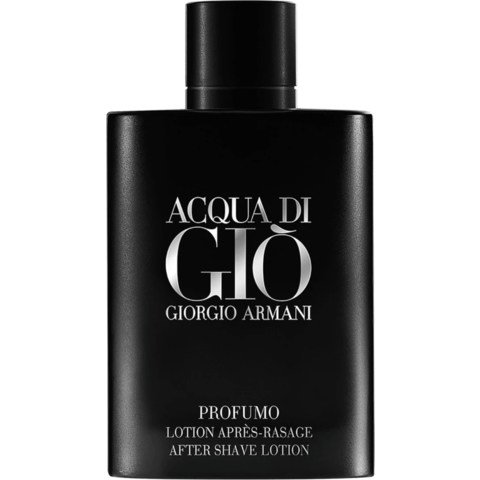 ACQUA DI
GIÒ
GIORGIO ARMANI
PROFUMO
LOTION APRÈS-RASAGE
AFTER SHAVE LOTION